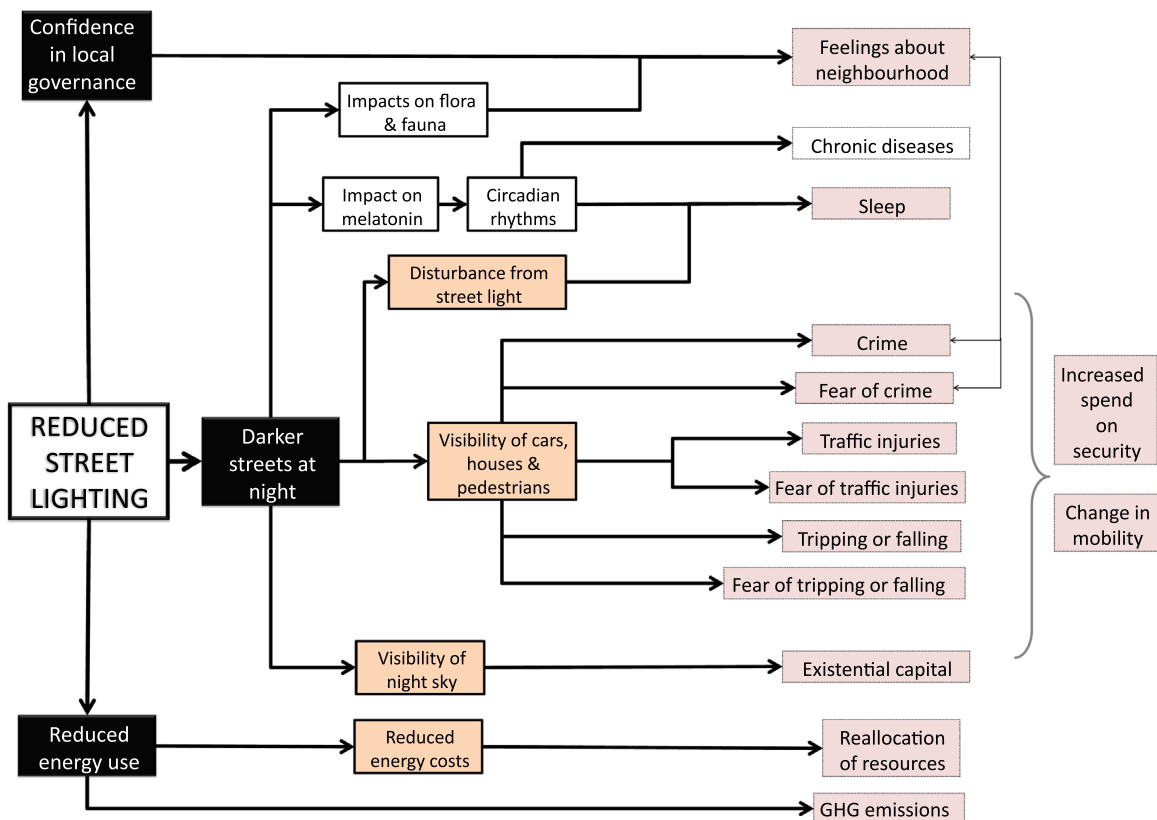 Confidence
in local
governance
Feelings about
neighbourhood
Impacts on flora
& fauna
Chronic diseases
Impact on
melatonin
Circadian
rhythms
Sleep
Disturbance from
street light
Crime
Fear of crime
Increased
spend
on
security
REDUCED
STREET
LIGHTING
Darker
streets at
night
Visibility of cars,
houses &
pedestrians
Traffic injuries
Fear of traffic injuries
Change in
mobility
Tripping or falling
Fear of tripping or falling
Visibility of
night sky
Existential capital
Reduced
energy use
Reduced
energy costs
Reallocation
of resources
GHG emissions